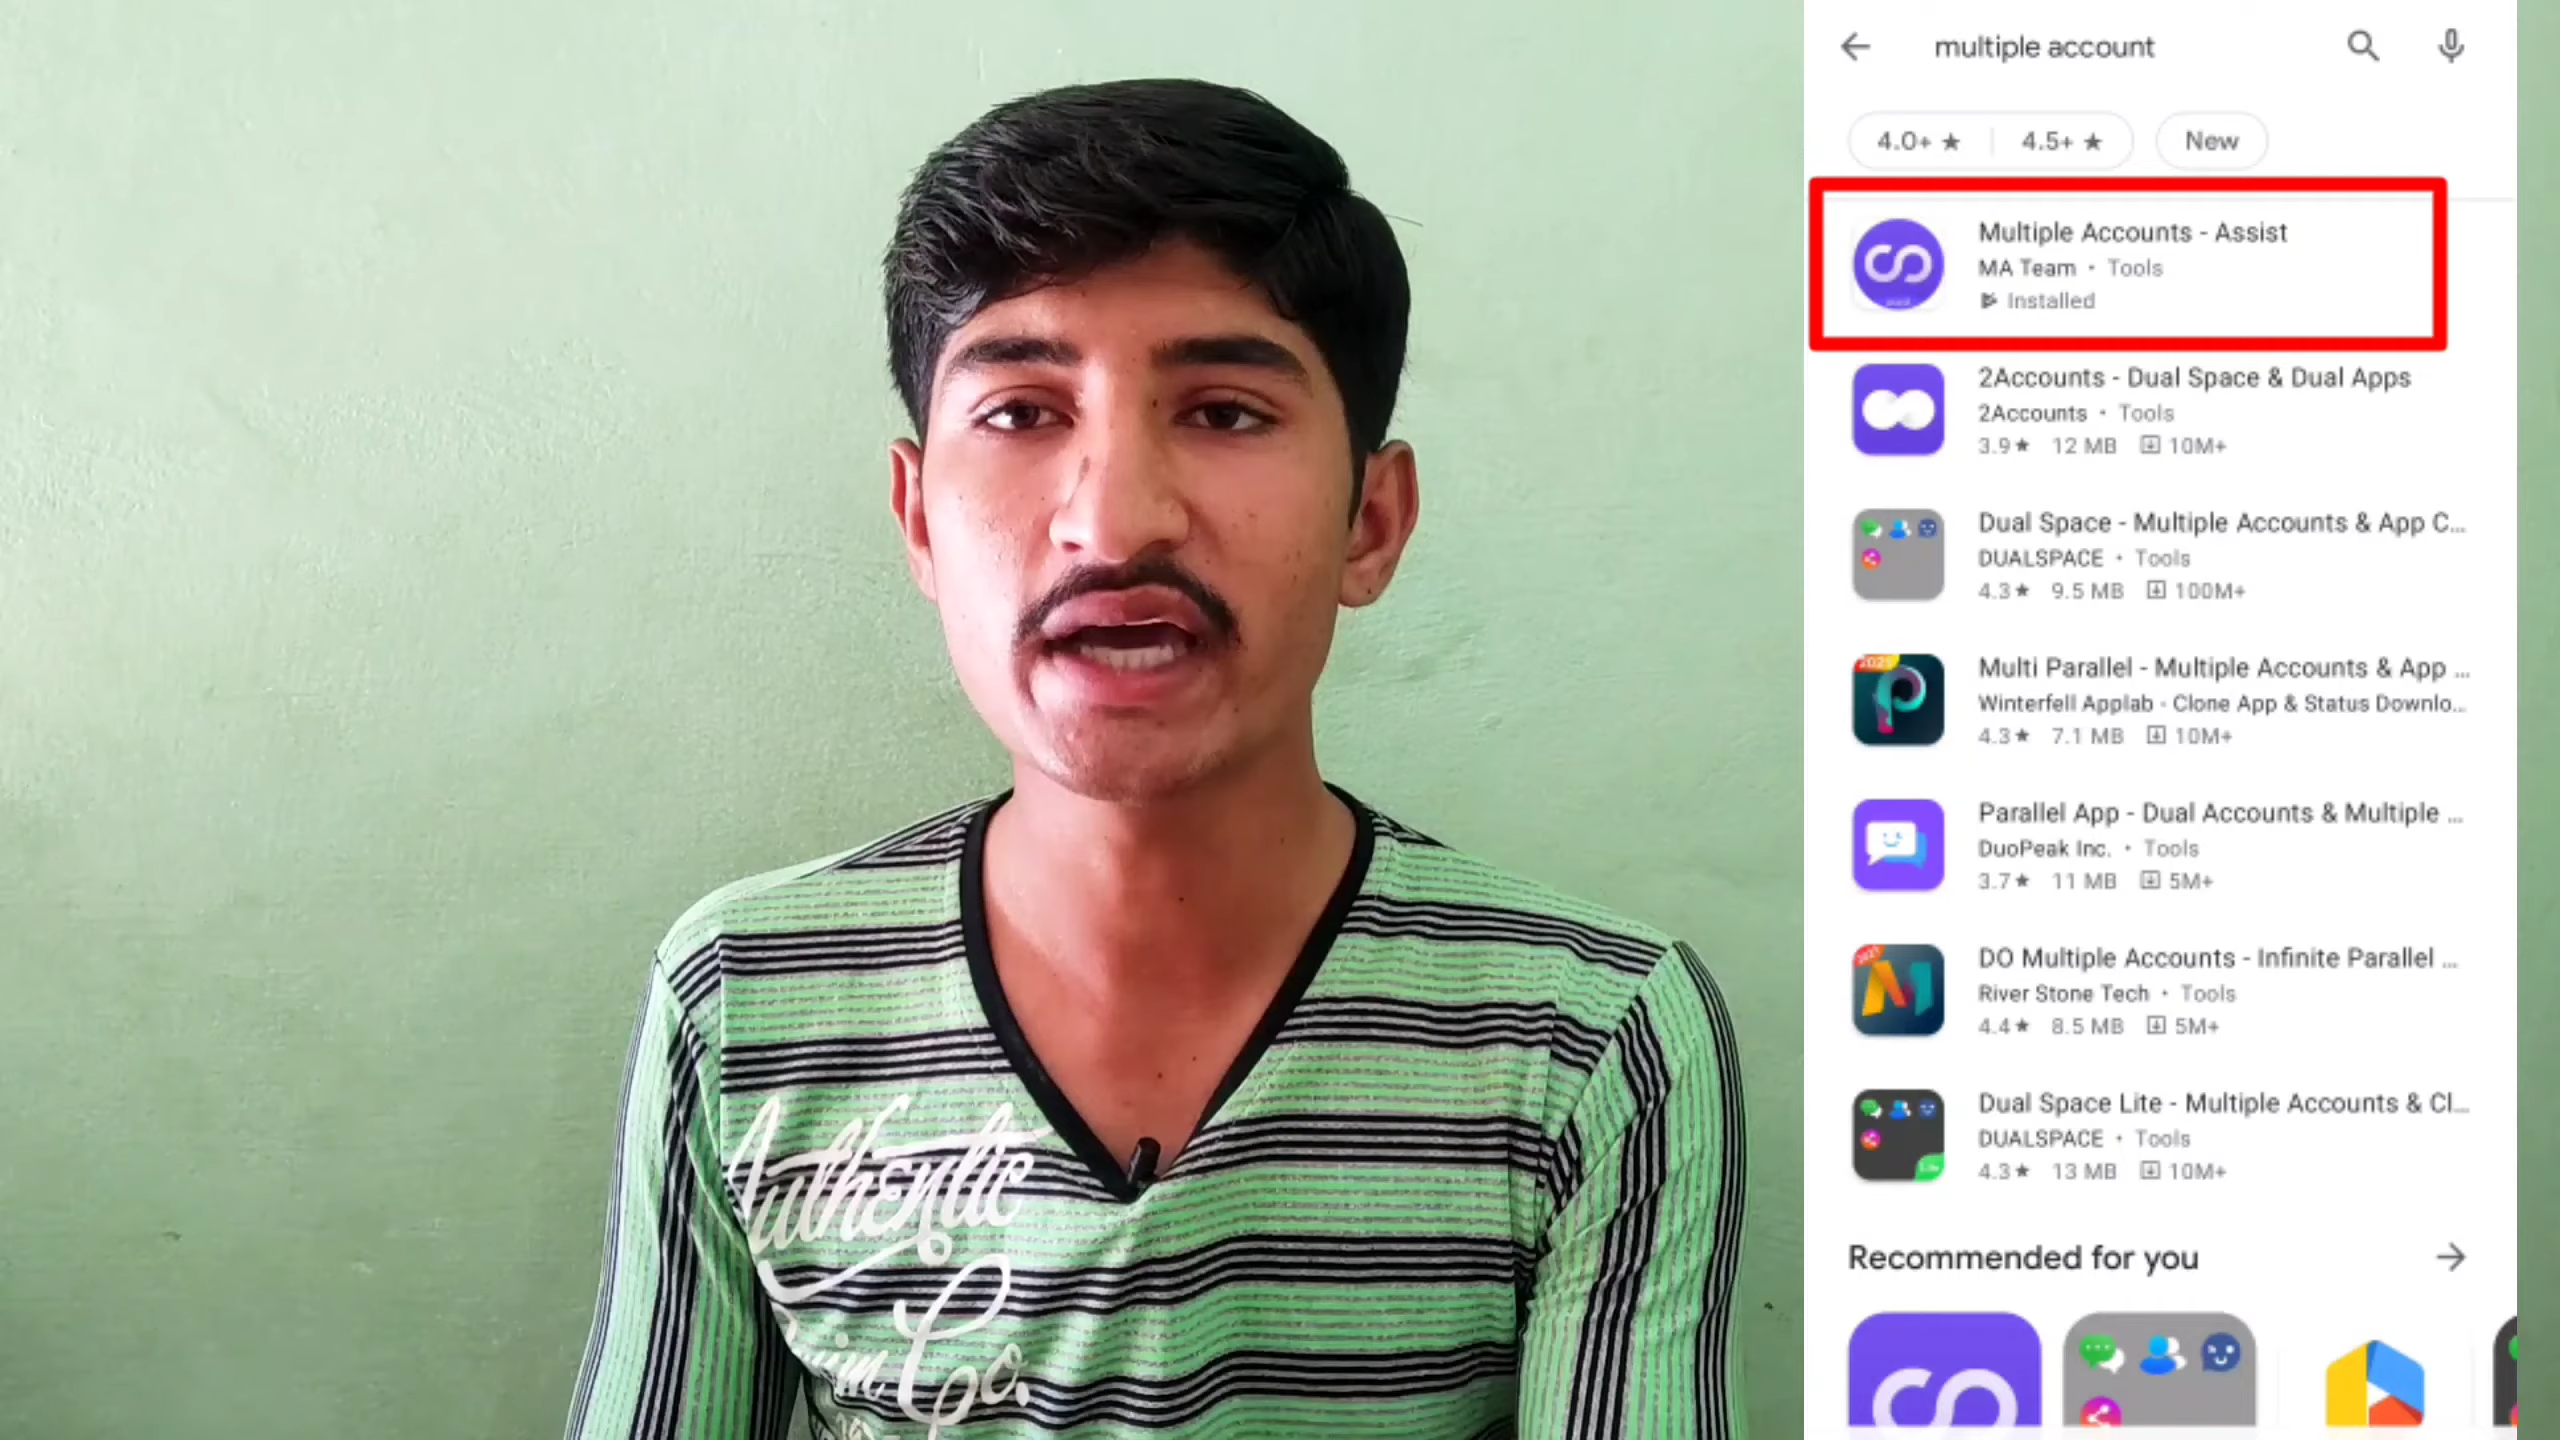 multiple account
4.0+ ★ 4.5+ ★ New
Multiple Accounts - Assist
MA Team • Tools
Installed
2Accounts - Dual Space & Dual Apps
2Accounts • Tools
3.9★ 12 MB 10M+
Dual Space - Multiple Accounts & App C...
DUALSPACE • Tools
4.3★ 9.5 MB 100M+
Multi Parallel - Multiple Accounts & App ...
Winterfell Applab - Clone App & Status Downlo...
4.3★ 7.1 MB 10M+
Parallel App - Dual Accounts & Multiple ...
DuoPeak Inc. • Tools
3.7★ 11 MB 5M+
DO Multiple Accounts - Infinite Parallel ...
River Stone Tech • Tools
4.4★ 8.5 MB 5M+
Dual Space Lite - Multiple Accounts & Cl...
DUALSPACE • Tools
4.3★ 13 MB 10M+
Recommended for you
Authentic
Co.